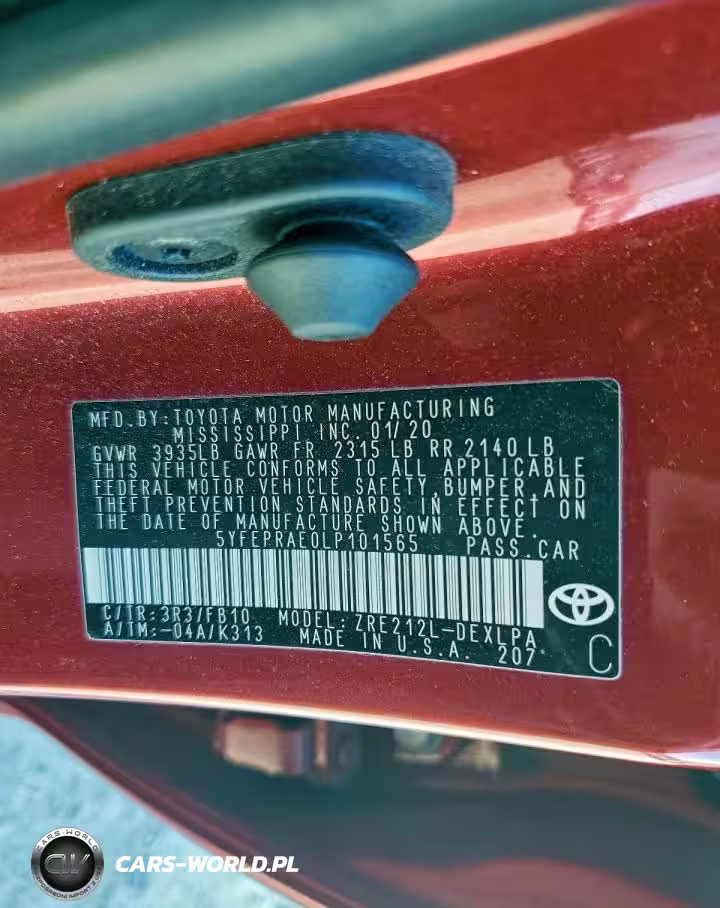 MFD. BY: TOYOTA MOTOR MANUFACTURING
MISSISSIPPI INC. 01/20
GVWR 3935LB GAWR FR 2315 LB RR 2140 LB
THIS VEHICLE CONFORMS TO ALL APPLICABLE
FEDERAL MOTOR VEHICLE SAFETY, BUMPER, AND
THEFT PREVENTION STANDARDS IN EFFECT ON
THE DATE OF MANUFACTURE SHOWN ABOVE.
5YFEPRAE0LP101565 PASS. CAR
C/TR: 3R3/FB10 MODEL: ZRE212L-DEXLPA
A/TM: -04A/K313 MADE IN U.S.A. 207
C
CARS-WORLD
CW
CARS-WORLD.PL